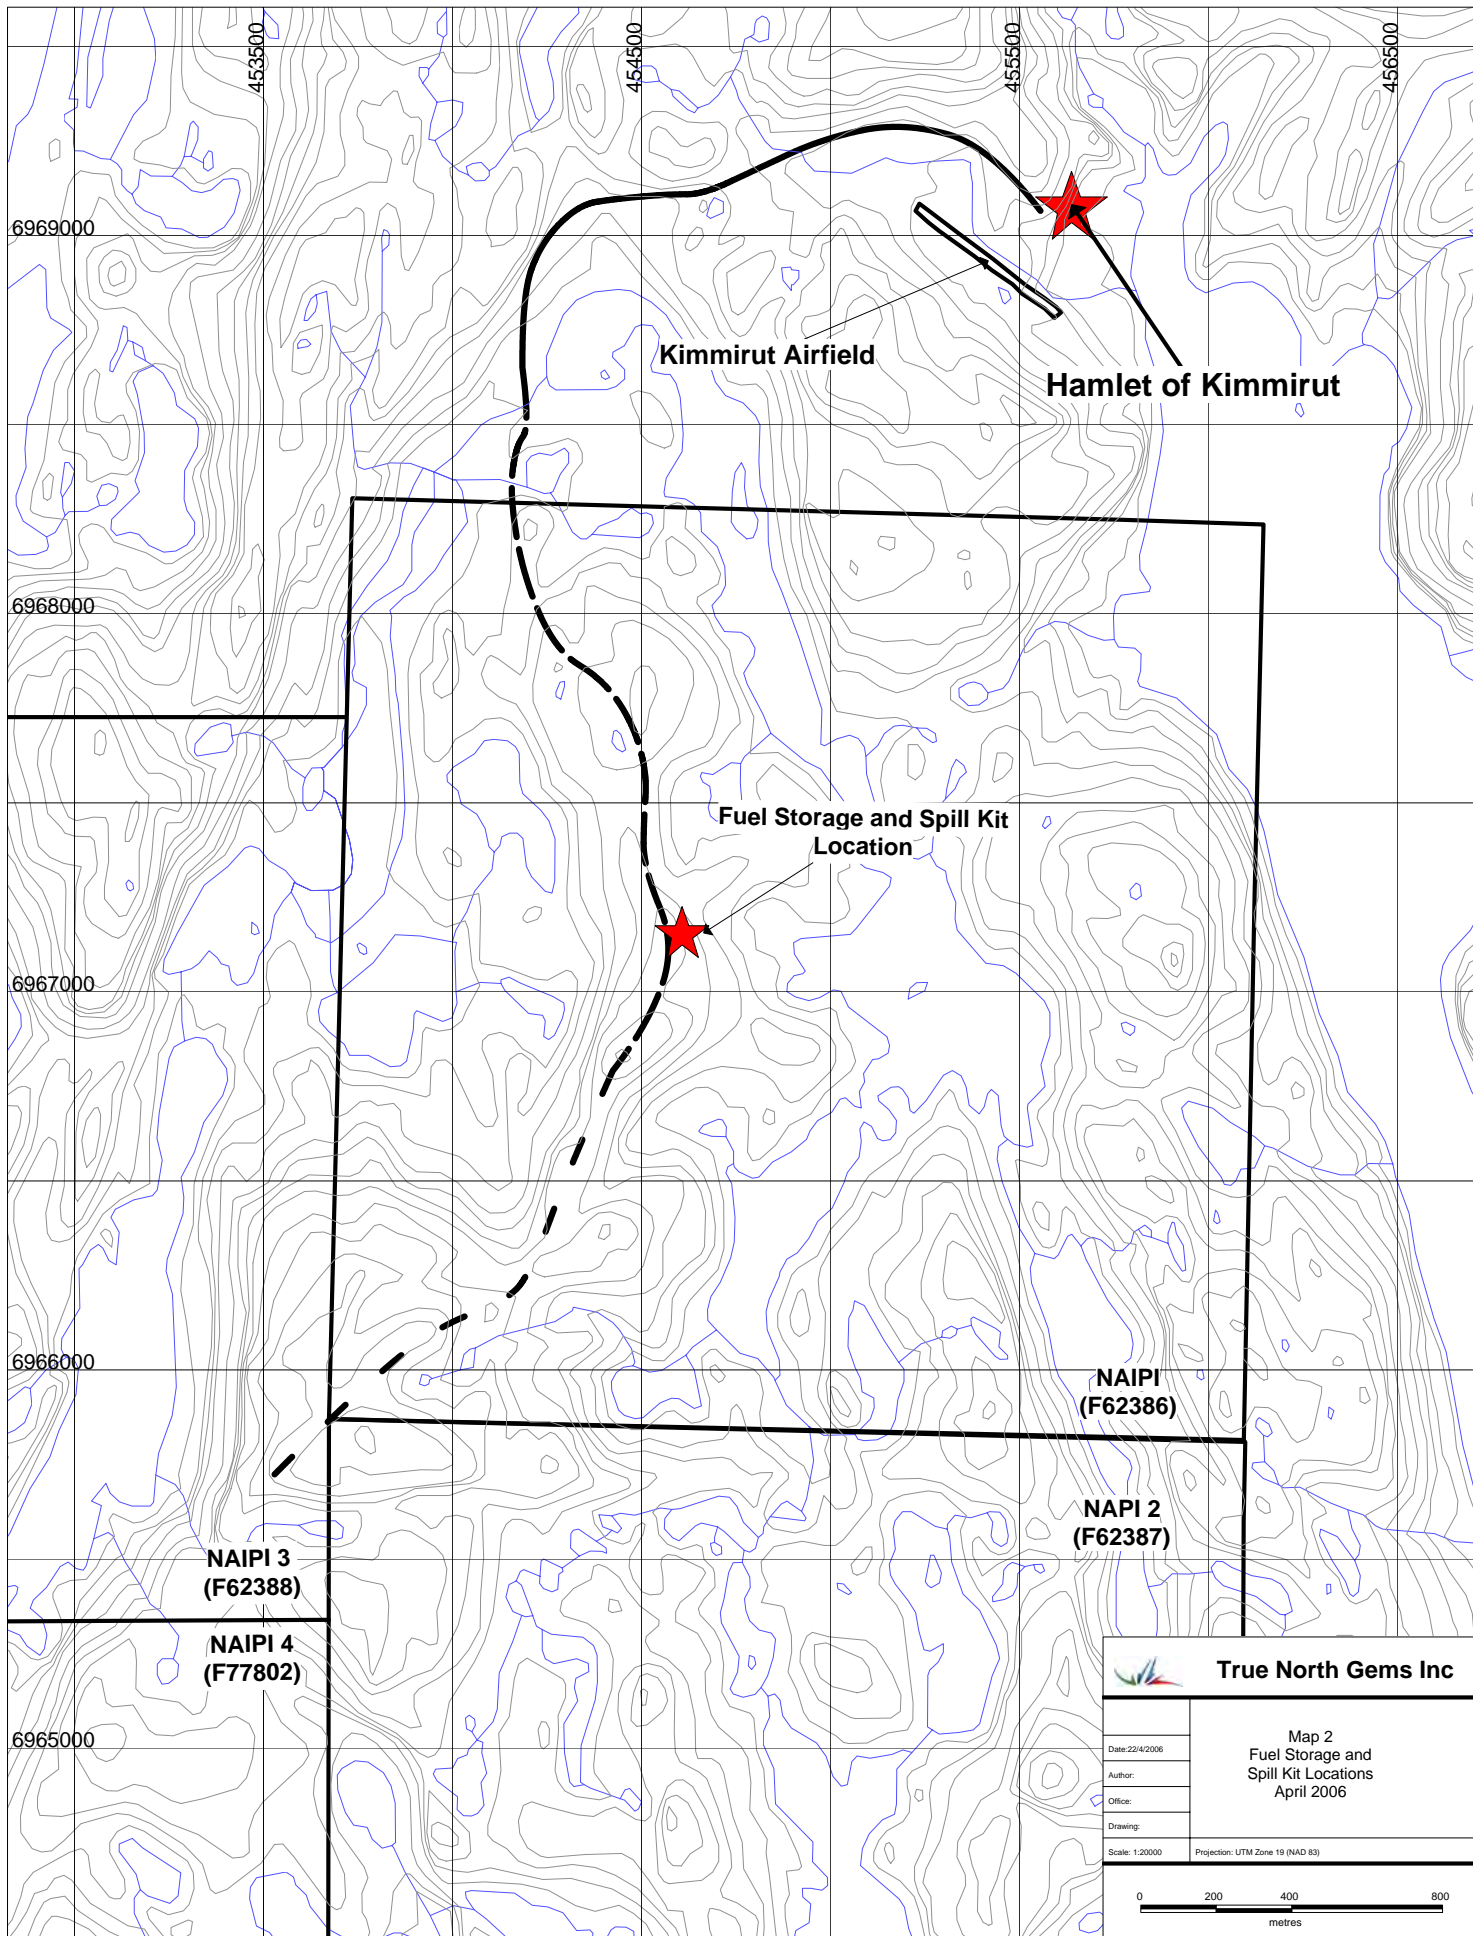 453500
454500
455500
456500
6969000
Kimmirut Airfield
Hamlet of Kimmirut
6968000
Fuel Storage and Spill Kit
Location
6967000
6966000
NAIPI
(F62386)
NAPI 2
(F62387)
NAIPI 3
(F62388)
NAIPI 4
(F77802)
6965000
True North Gems Inc
Map 2
Fuel Storage and
Spill Kit Locations
April 2006
Date:22/4/2006
Author:
Office:
Drawing:
Scale: 1:20000
Projection: UTM Zone 19 (NAD 83)
0 200 400 800
metres